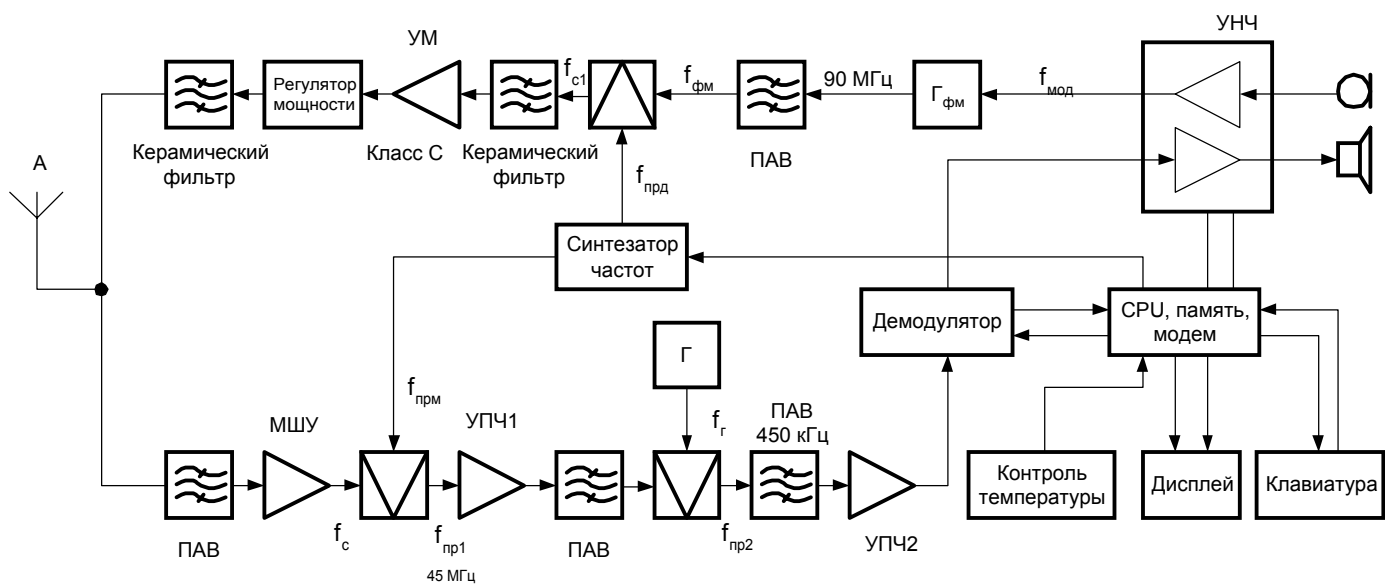 УМ
УНЧ
f с1
f фм
90 МГц
f мод
Регулятор
мощности
Г фм
Керамический
фильтр
Класс С
Керамический
фильтр
ПАВ
А
f прд
Синтезатор
частот
Демодулятор
CPU, память,
модем
Г
f прм
МШУ
УПЧ1
f г
ПАВ
450 кГц
Контроль
температуры
Дисплей
Клавиатура
ПАВ
f с
f пр1
45 МГц
ПАВ
f пр2
УПЧ2